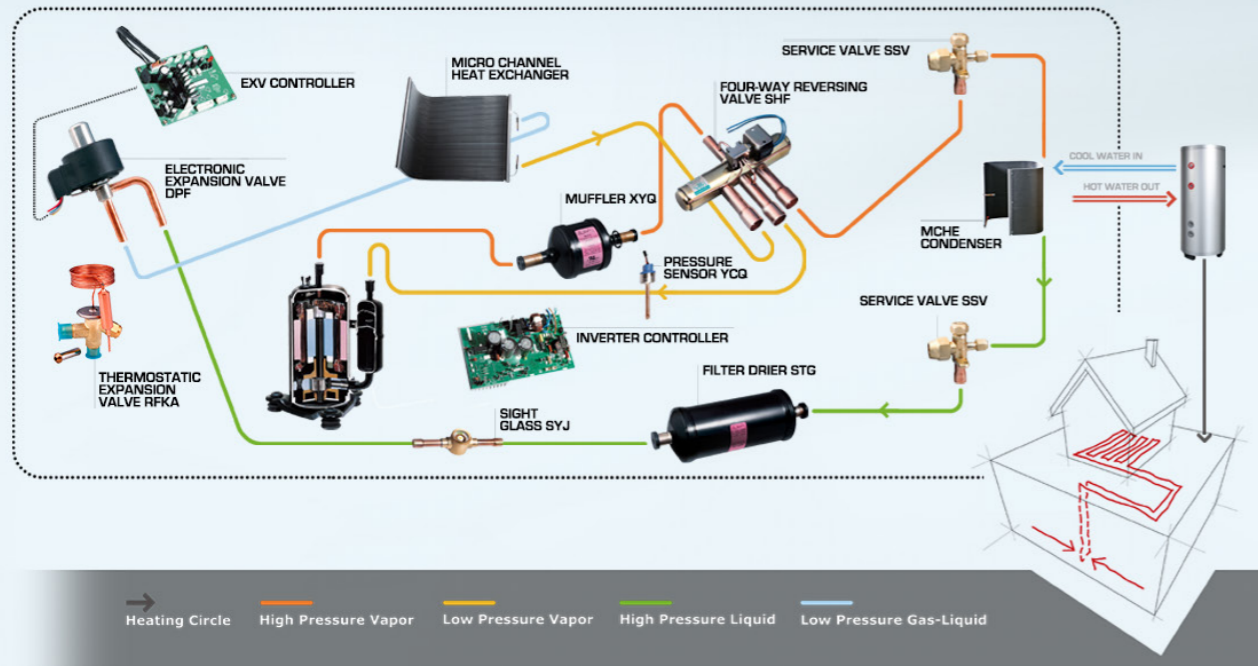 EXV CONTROLLER
MICRO CHANNEL
HEAT EXCHANGER
SERVICE VALVE SSV
FOUR-WAY REVERSING
VALVE SHF
ELECTRONIC
EXPANSION VALVE
DPF
COOL WATER IN
HOT WATER OUT
MUFFLER XYQ
MCHE
CONDENSER
PRESSURE
SENSOR YCQ
SERVICE VALVE SSV
INVERTER CONTROLLER
THERMOSTATIC
EXPANSION
VALVE RFKA
FILTER DRIER STG
SIGHT
GLASS SYJ
Heating Circle
High Pressure Vapor
Low Pressure Vapor
High Pressure Liquid
Low Pressure Gas-Liquid